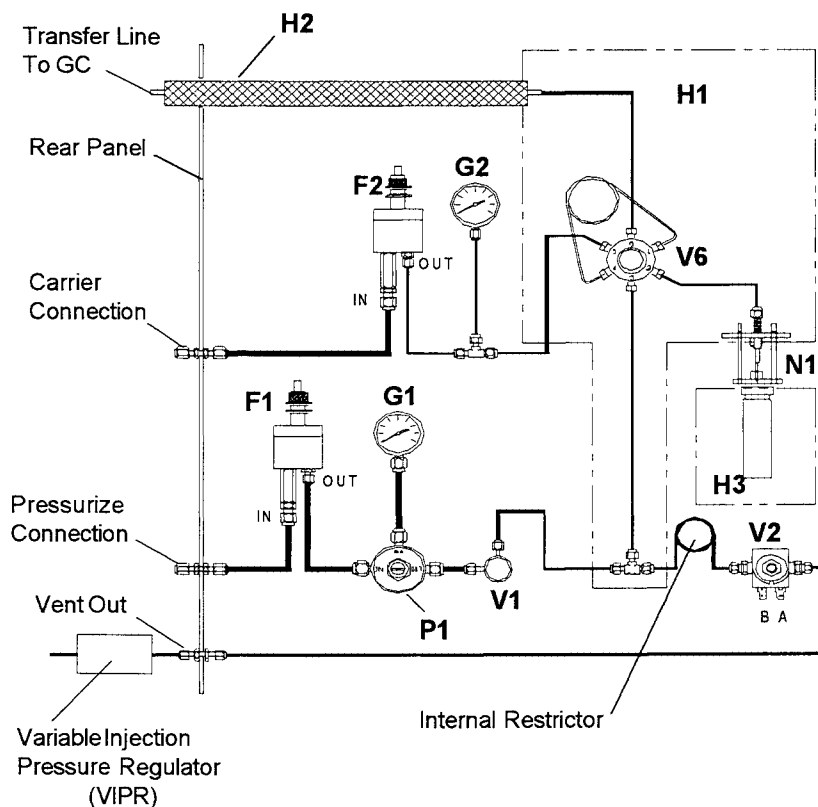 Transfer Line
To GC
H2
H1
Rear Panel
G2
F2
OUT
V6
IN
Carrier
Connection
N1
G1
F1
OUT
IN
H3
Pressurize
Connection
V2
V1
B A
Vent Out
P1
Internal Restrictor
Variable Injection
Pressure Regulator
(VIPR)